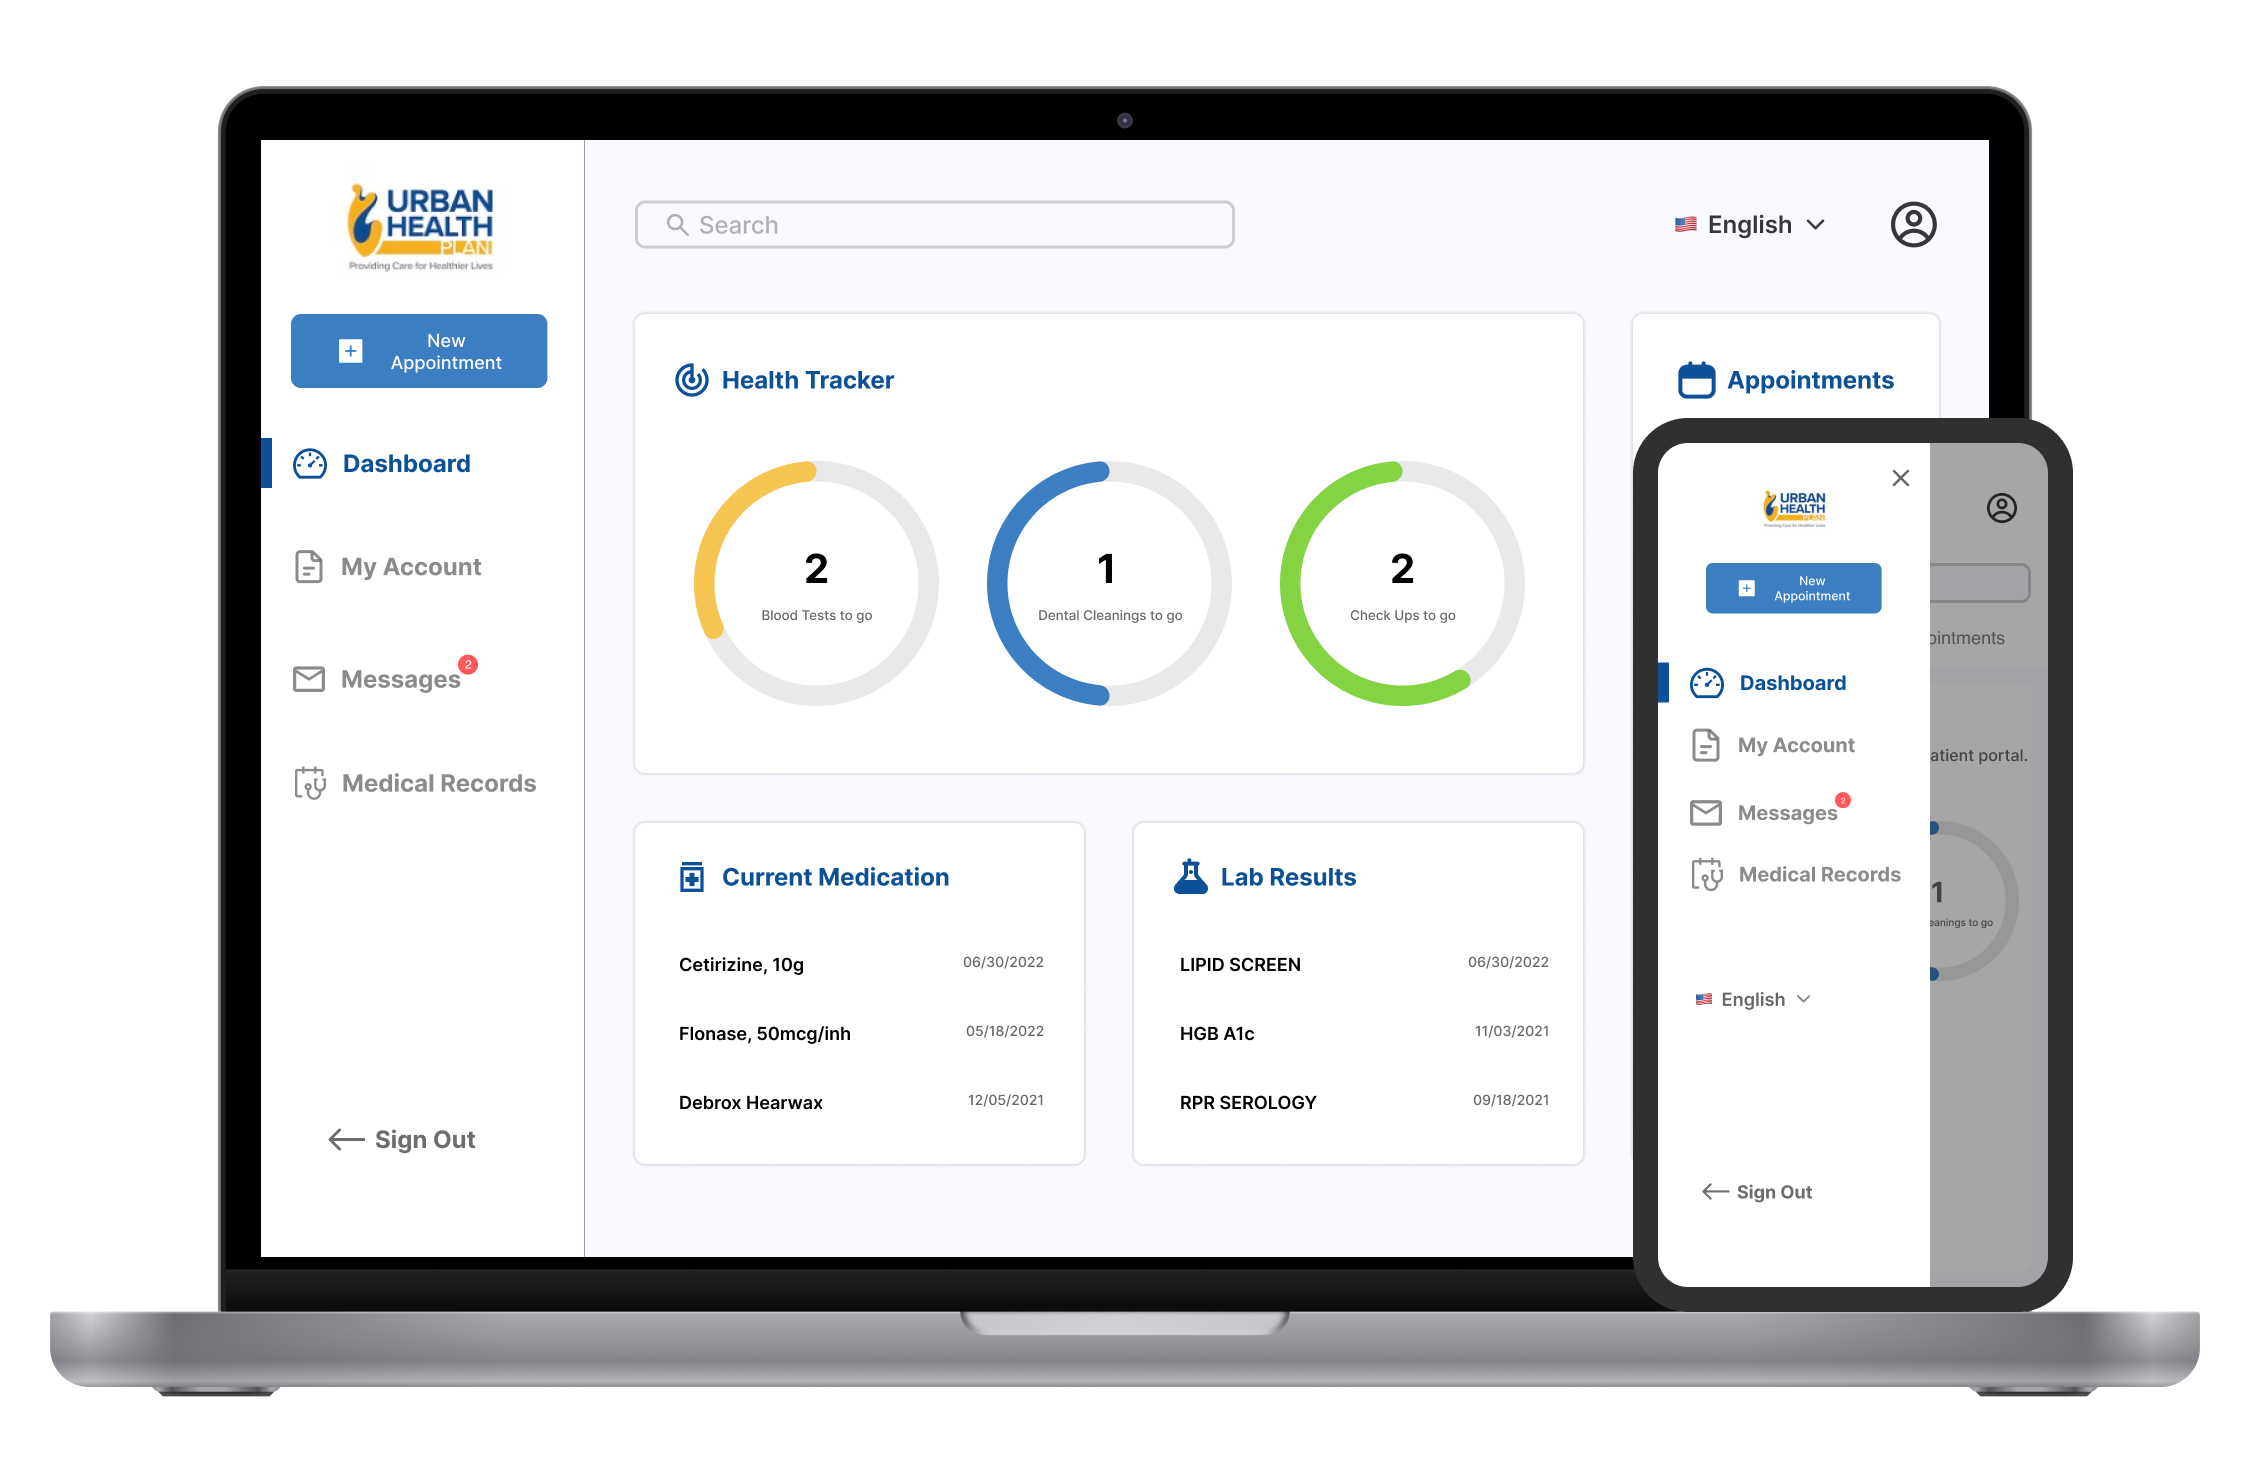 URBAN
HEALTH
PLAN
Providing Care for Healthier Lives
New
Appointment
Dashboard
My Account
Messages
2
Medical Records
Sign Out
Search
English
Health Tracker
2
Blood Tests to go
1
Dental Cleanings to go
2
Check Ups to go
Appointments
Current Medication
Cetirizine, 10g
06/30/2022
Flonase, 50mcg/inh
05/18/2022
Debrox Hearwax
12/05/2021
Lab Results
LIPID SCREEN
06/30/2022
HGB A1c
11/03/2021
RPR SEROLOGY
09/18/2021
URBAN
HEALTH
PLAN
Providing Care for Healthier Lives
New
Appointment
Dashboard
My Account
Messages
2
Medical Records
English
Sign Out
ointments
atient portal.
1
eanings to go